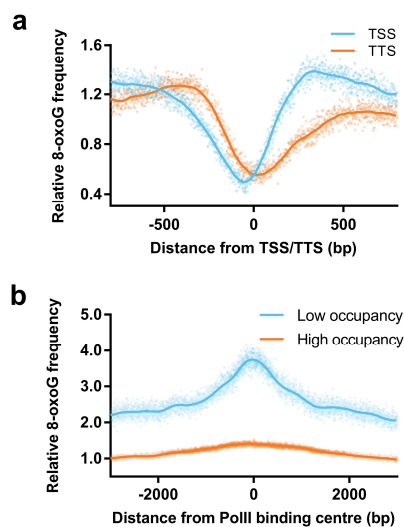 a
TSS
TTS
Relative 8-oxoG frequency
1.6
1.2
0.8
0.4
-500
0
500
Distance from TSS/TTS (bp)
b
Low occupancy
High occupancy
Relative 8-oxoG frequency
5.0
4.0
3.0
2.0
1.0
-2000
0
2000
Distance from PolII binding centre (bp)